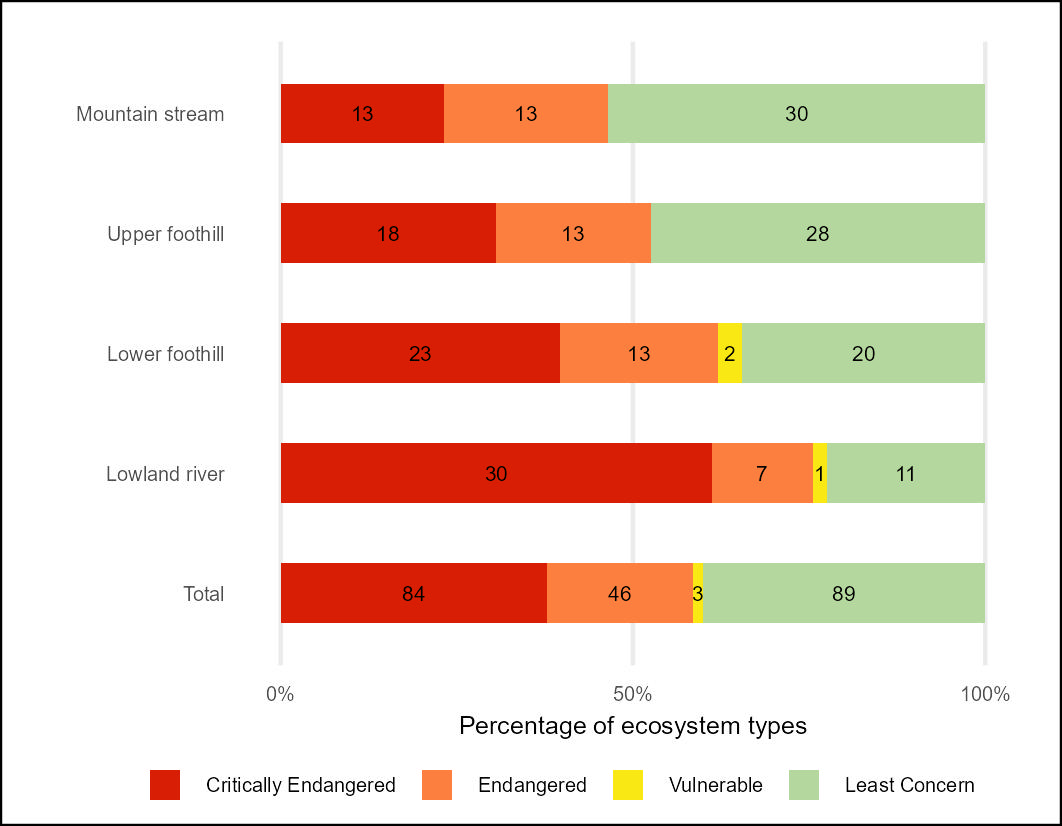 Mountain stream 13 13 30
Upper foothill 18 13 28
Lower foothill 23 13 2 20
Lowland river 30 7 1 11
Total 84 46 3 89
0% 50% 100%
Percentage of ecosystem types
Critically Endangered Endangered Vulnerable Least Concern